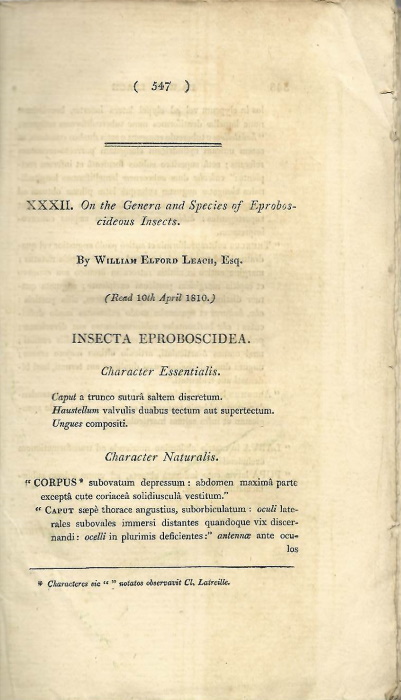 ( 547 )
XXXII. On the Genera and Species of Eprobos-
cideous Insects.
By William Elford Leach, Esq.
(Read 10th April 1810.)
INSECTA EPROBOSCIDEA.
Character Essentialis.
Caput a trunco suturâ saltem discretum.
Haustellum valvulis duabus tectum aut supertectum.
Ungues compositi.
Character Naturalis.
“ CORPUS * subovatum depressum : abdomen maximâ parte
exceptâ cute coriaceâ solidiusculâ vestitum.”
“ Caput sæpè thorace angustius, suborbiculatum : oculi late-
rales subovales immersi distantes quandoque vix discer-
nandi : ocelli in plurimis deficientes :” antennæ ante ocu-
los
* Characteres sic “ ” notatos observavit Cl. Latreille.